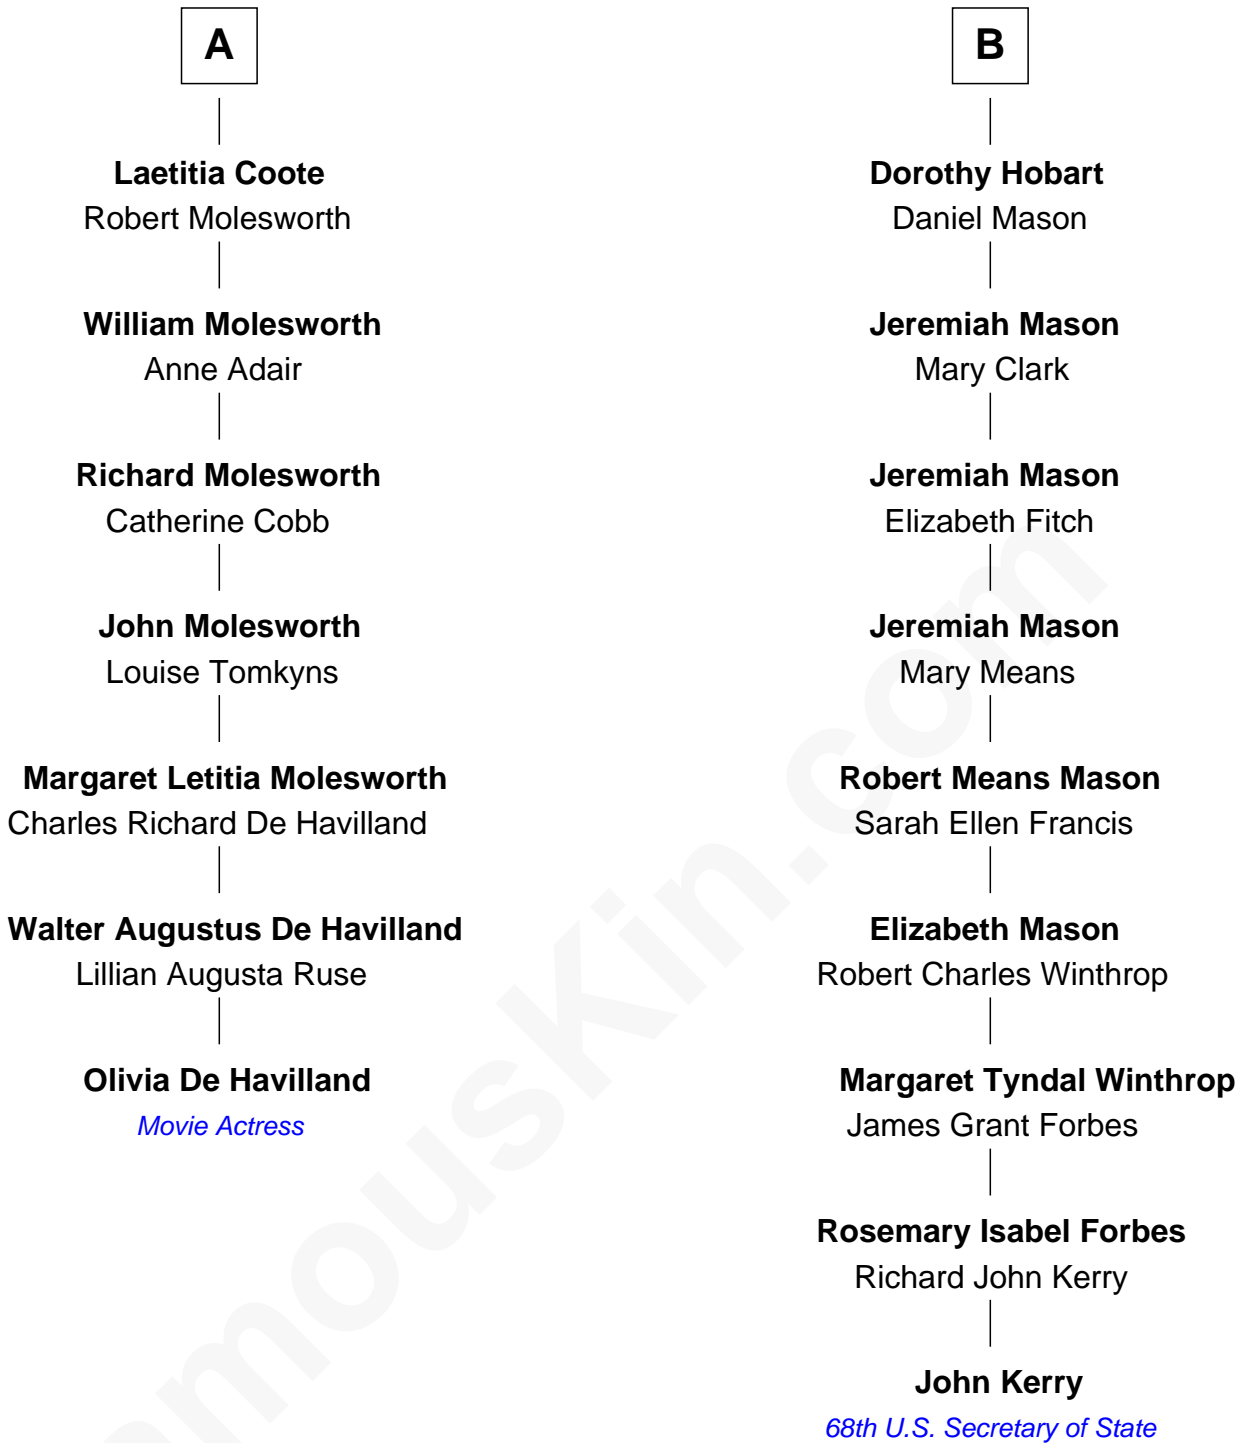 A
Laetitia Coote
Robert Molesworth
William Molesworth
Anne Adair
Richard Molesworth
Catherine Cobb
John Molesworth
Louise Tomkyns
Margaret Letitia Molesworth
Charles Richard De Havilland
Walter Augustus De Havilland
Lillian Augusta Ruse
Olivia De Havilland
Movie Actress
B
Dorothy Hobart
Daniel Mason
Jeremiah Mason
Mary Clark
Jeremiah Mason
Elizabeth Fitch
Jeremiah Mason
Mary Means
Robert Means Mason
Sarah Ellen Francis
Elizabeth Mason
Robert Charles Winthrop
Margaret Tyndal Winthrop
James Grant Forbes
Rosemary Isabel Forbes
Richard John Kerry
John Kerry
68th U.S. Secretary of State
amouskin.com